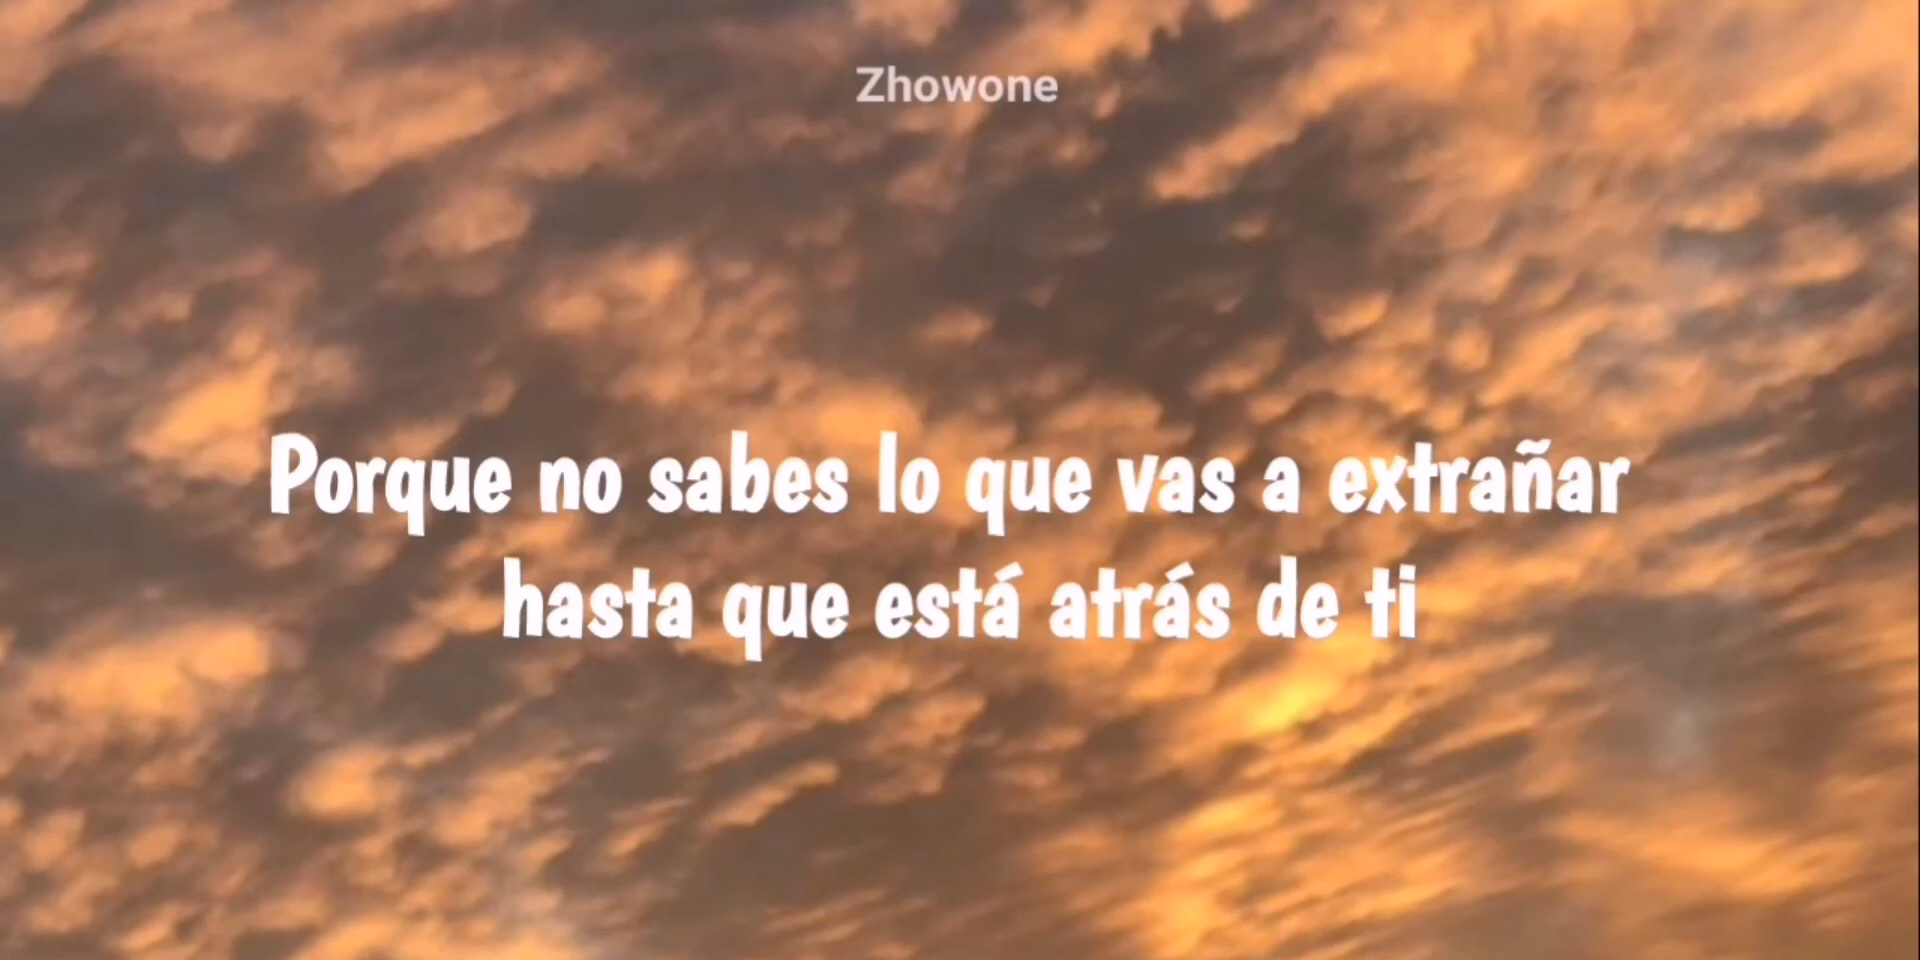 Zhowone
Porque no sabes lo que vas a extrañar
hasta que está atrás de ti